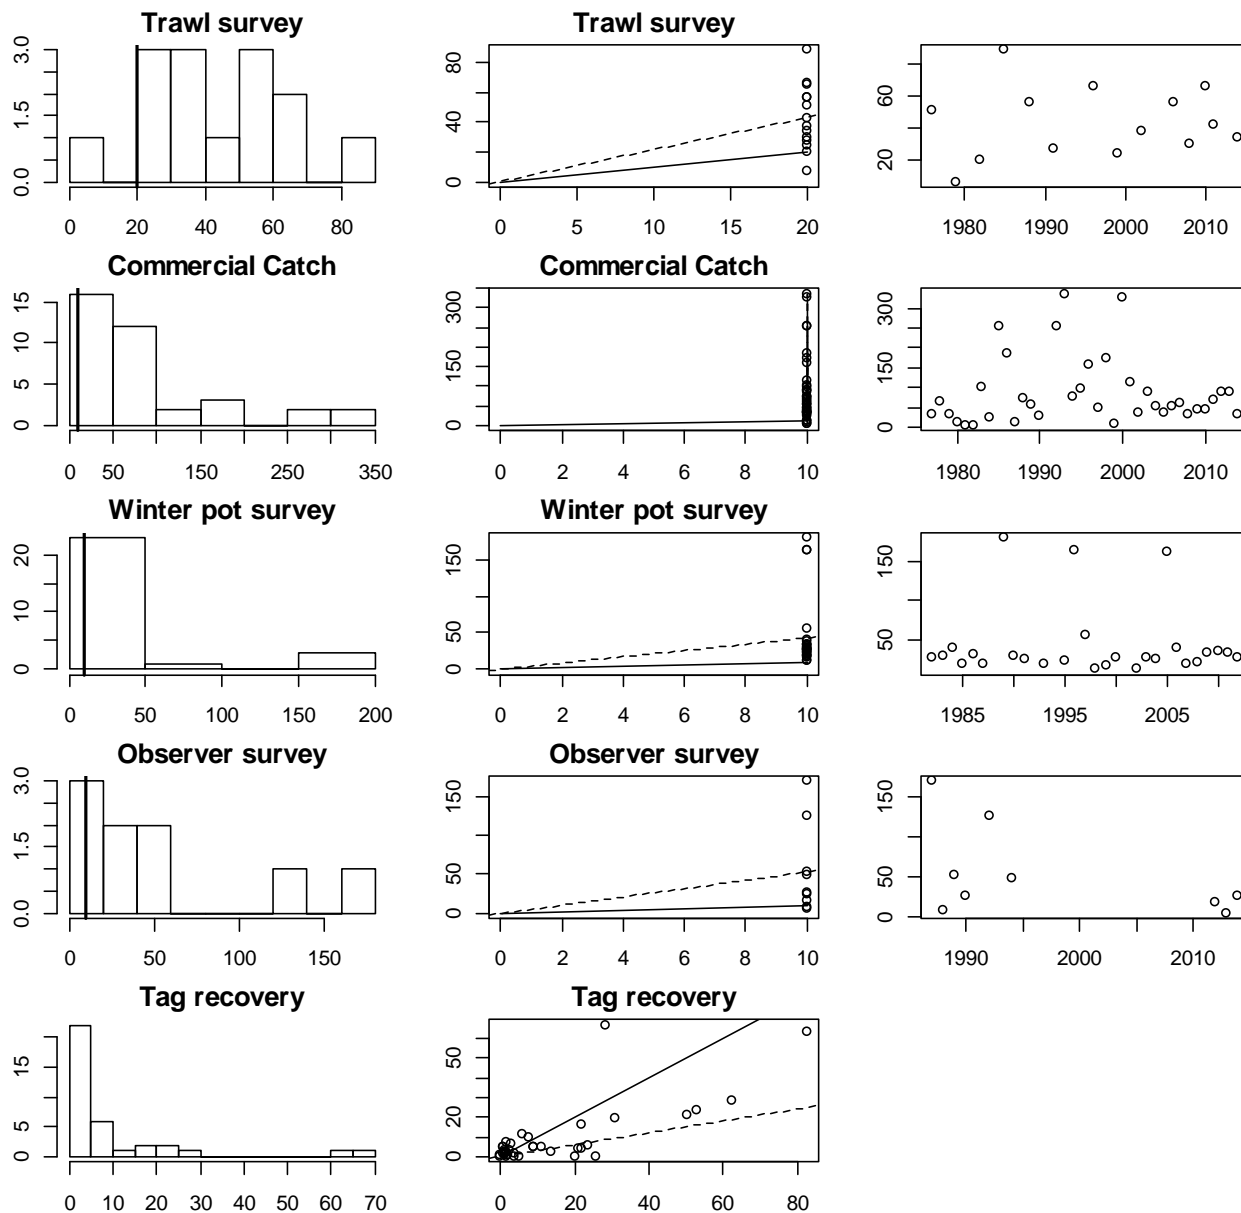 Trawl survey Trawl survey
0.0 1.5 3.0 0 40 80 20 60
0 20 40 60 80 0 5 10 15 20 1980 1990 2000 2010
Commercial Catch Commercial Catch
0 5 10 15 0 150 300 0 150 300
0 50 150 250 350 0 2 4 6 8 10 1980 1990 2000 2010
Winter pot survey Winter pot survey
0 10 20 0 50 150 50 150
0 50 100 150 200 0 2 4 6 8 10 1985 1995 2005
Observer survey Observer survey
0.0 1.5 3.0 0 50 150 0 50 150
0 50 100 150 0 2 4 6 8 10 1990 2000 2010
Tag recovery Tag recovery
0 5 15 0 20 50
0 10 20 30 40 50 60 70 0 20 40 60 80